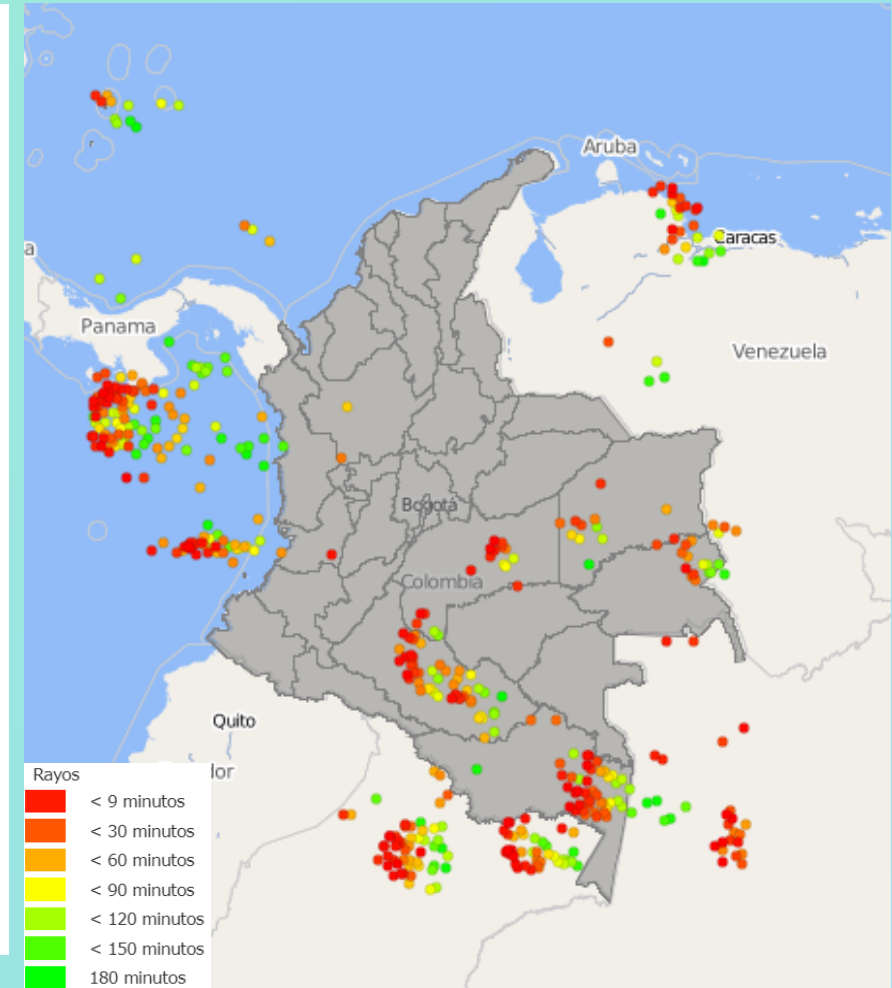 Aruba
Caracas
a
Panama
Venezuela
Bogotá
Colombia
Quito
dor
Rayos
< 9 minutos
< 30 minutos
< 60 minutos
< 90 minutos
< 120 minutos
< 150 minutos
180 minutos